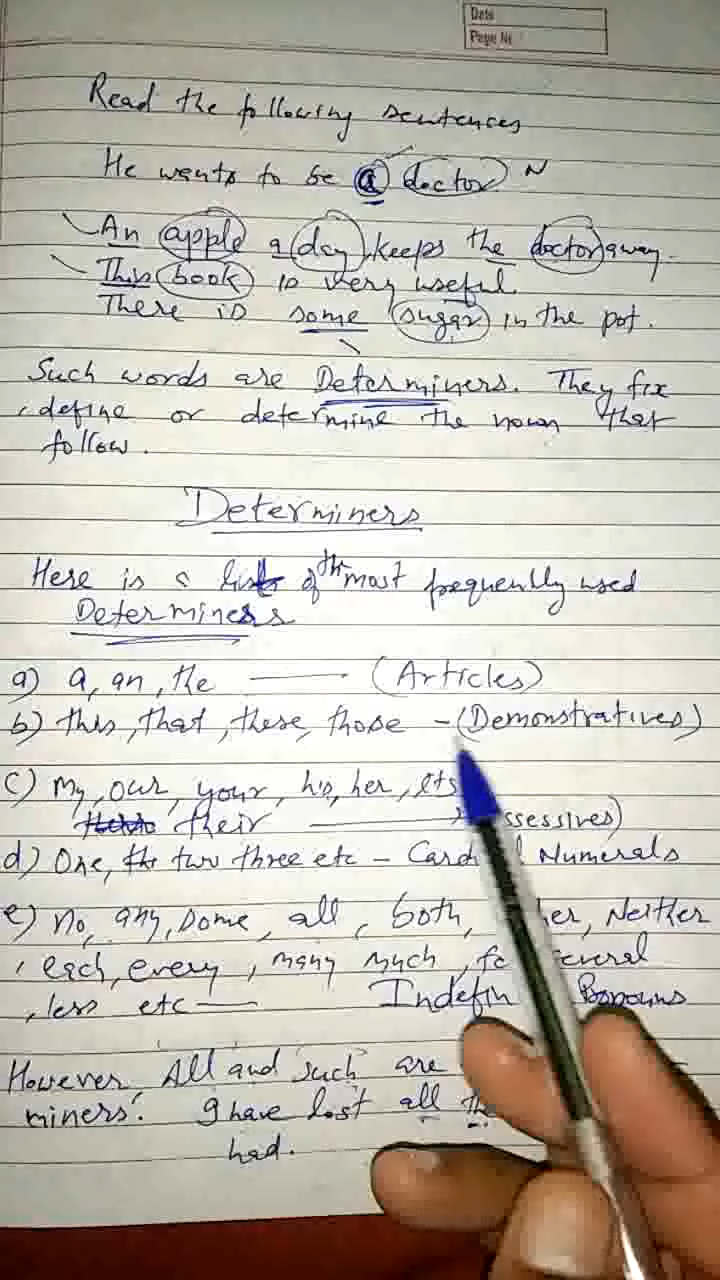 Date
Page No
Read the following sentences
He wants to be a doctor. N
An apple a day keeps the doctor away.
This book is very useful.
There is some sugar in the pot.
Such words are Determiners. They fix
, define or determine the noun that
follow.
Determiners
Here is a list of the most frequently used
Determiners
a) a, an, the — (Articles)
b) this, that, these, those - (Demonstratives)
c) My, our, your, his, her, its
their — ssessives)
d) One, two three etc - Card Numerals
e) no, any, some, all, both, her, Neither
, each, every, many much, several
, less etc — Indefin
However All and such are
miners'. I have lost all
had.